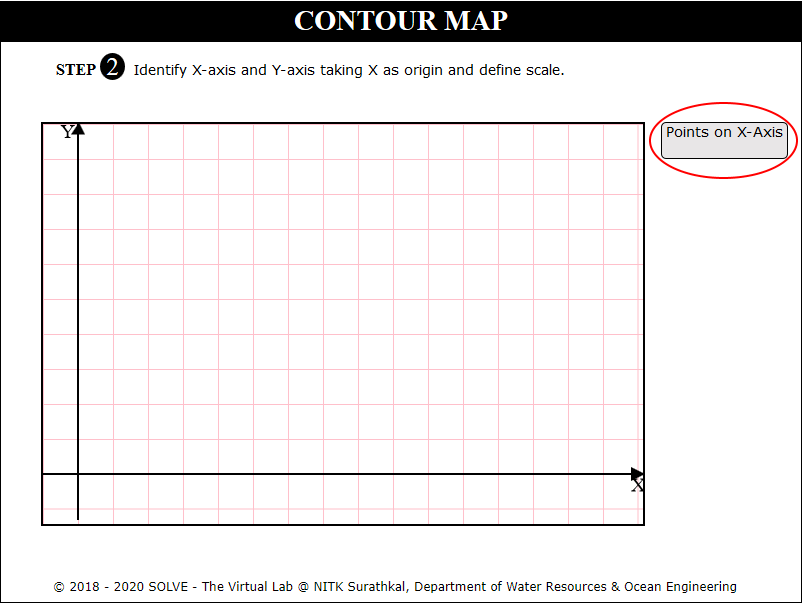 CONTOUR MAP
STEP 2 Identify X-axis and Y-axis taking X as origin and define scale.
Y
Points on X-Axis
X
© 2018 - 2020 SOLVE - The Virtual Lab @ NITK Surathkal, Department of Water Resources & Ocean Engineering